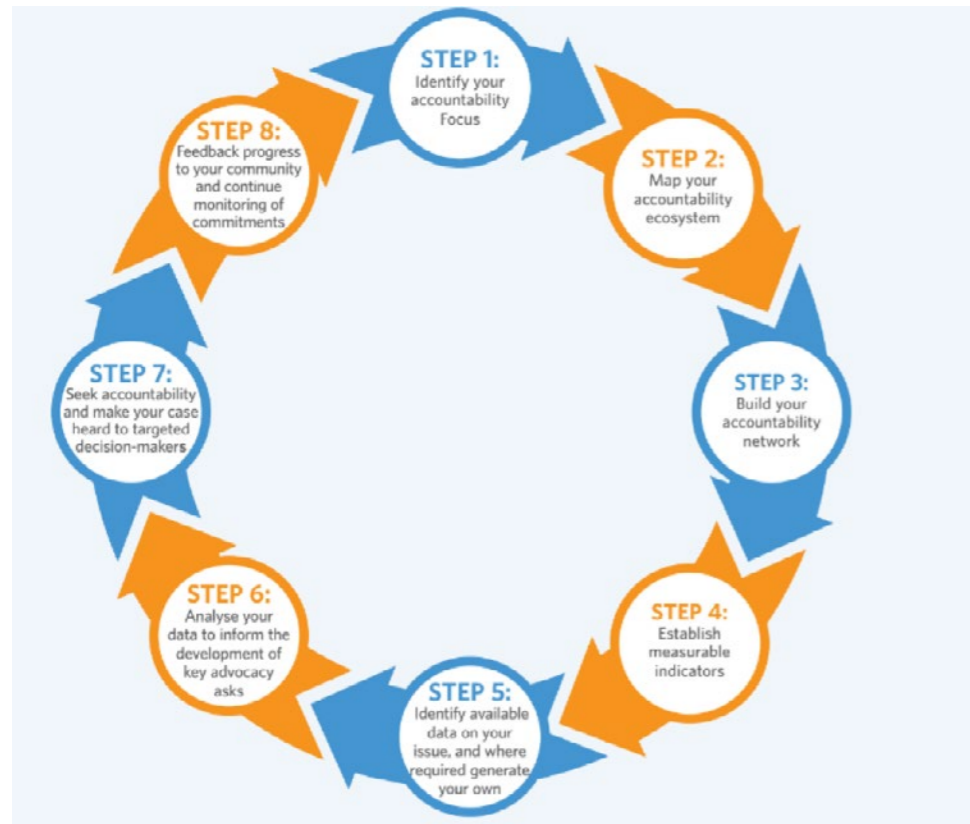 STEP 1:
Identify your
accountability
Focus
STEP 2:
Map your
accountability
ecosystem
STEP 3:
Build your
accountability
network
STEP 4:
Establish
measurable
indicators
STEP 5:
Identify available
data on your
issue, and where
required generate
your own
STEP 6:
Analyse your
data to inform the
development of
key advocacy
asks
STEP 7:
Seek accountability
and make your case
heard to targeted
decision-makers
STEP 8:
Feedback progress
to your community
and continue
monitoring of
commitments